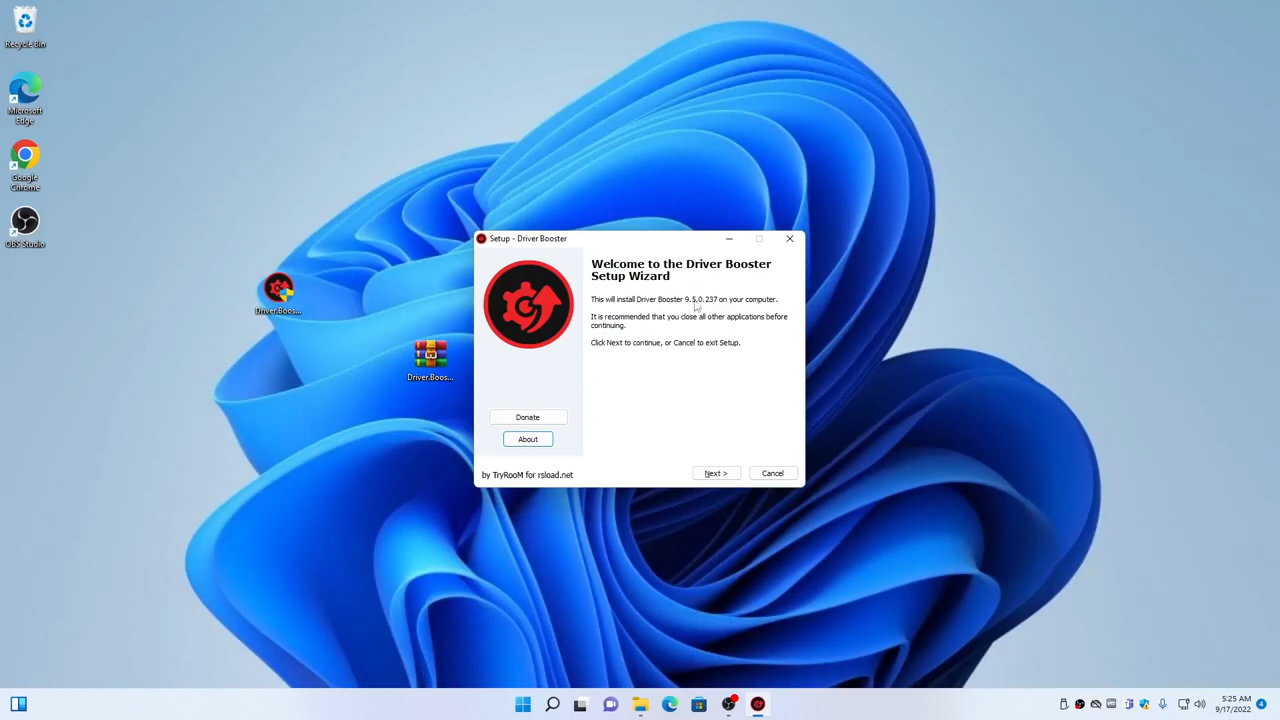 Recycle Bin
Microsoft
Edge
Google
Chrome
OBS Studio
Driver.Boos...
Driver.Boos...
Setup - Driver Booster
Welcome to the Driver Booster
Setup Wizard
This will install Driver Booster 9.5.0.237 on your computer.
It is recommended that you close all other applications before
continuing.
Click Next to continue, or Cancel to exit Setup.
Donate
About
by TryRooM for rsload.net
Next >
Cancel
5:25 AM
9/17/2022
4